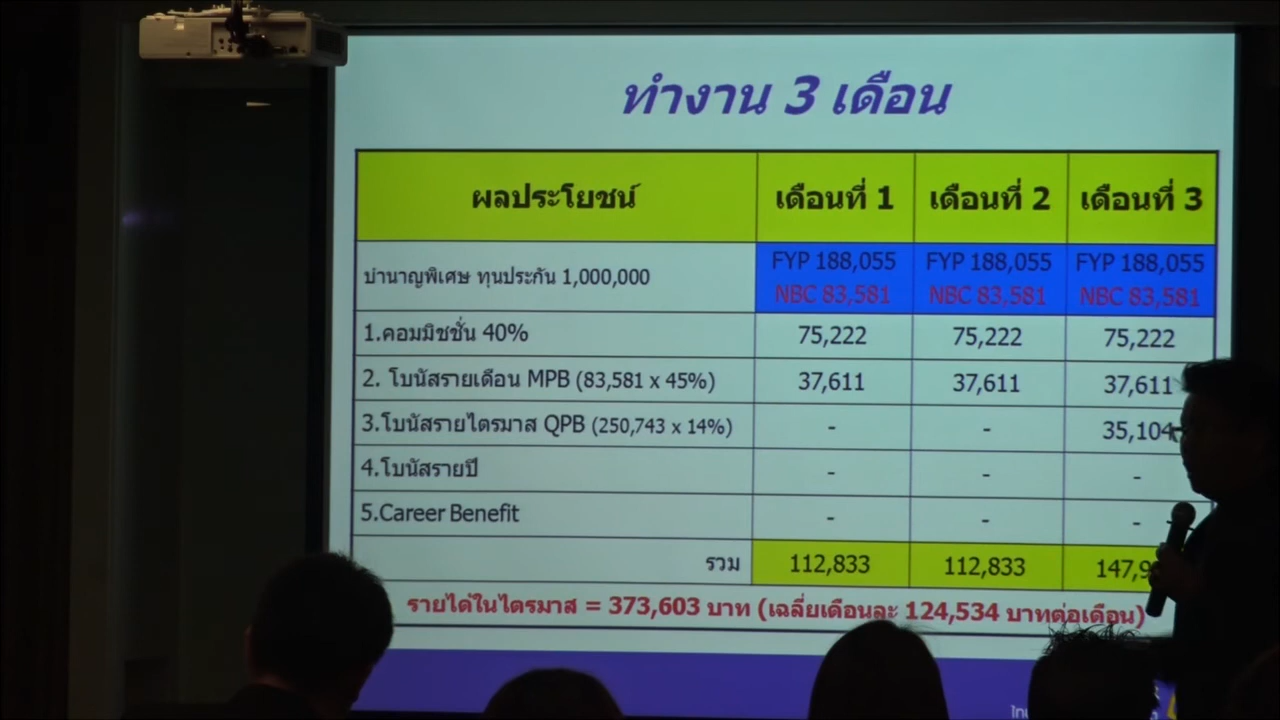 ทำงาน 3 เดือน
ผลประโยชน์ เดือนที่ 1 เดือนที่ 2 เดือนที่ 3
บำนาญพิเศษ ทุนประกัน 1,000,000 FYP 188,055 FYP 188,055 FYP 188,055
NBC 83,581 NBC 83,581 NBC 83,581
1.คอมมิชชั่น 40% 75,222 75,222 75,222
2. โบนัสรายเดือน MPB (83,581 x 45%) 37,611 37,611 37,611
3.โบนัสรายไตรมาส QPB (250,743 x 14%) - - 35,104
4.โบนัสรายปี - - -
5.Career Benefit - - -
รวม 112,833 112,833
รายได้ในไตรมาส = 373,603 บาท (เฉลี่ยเดือนละ 124,534 บาทต่อเดือน)